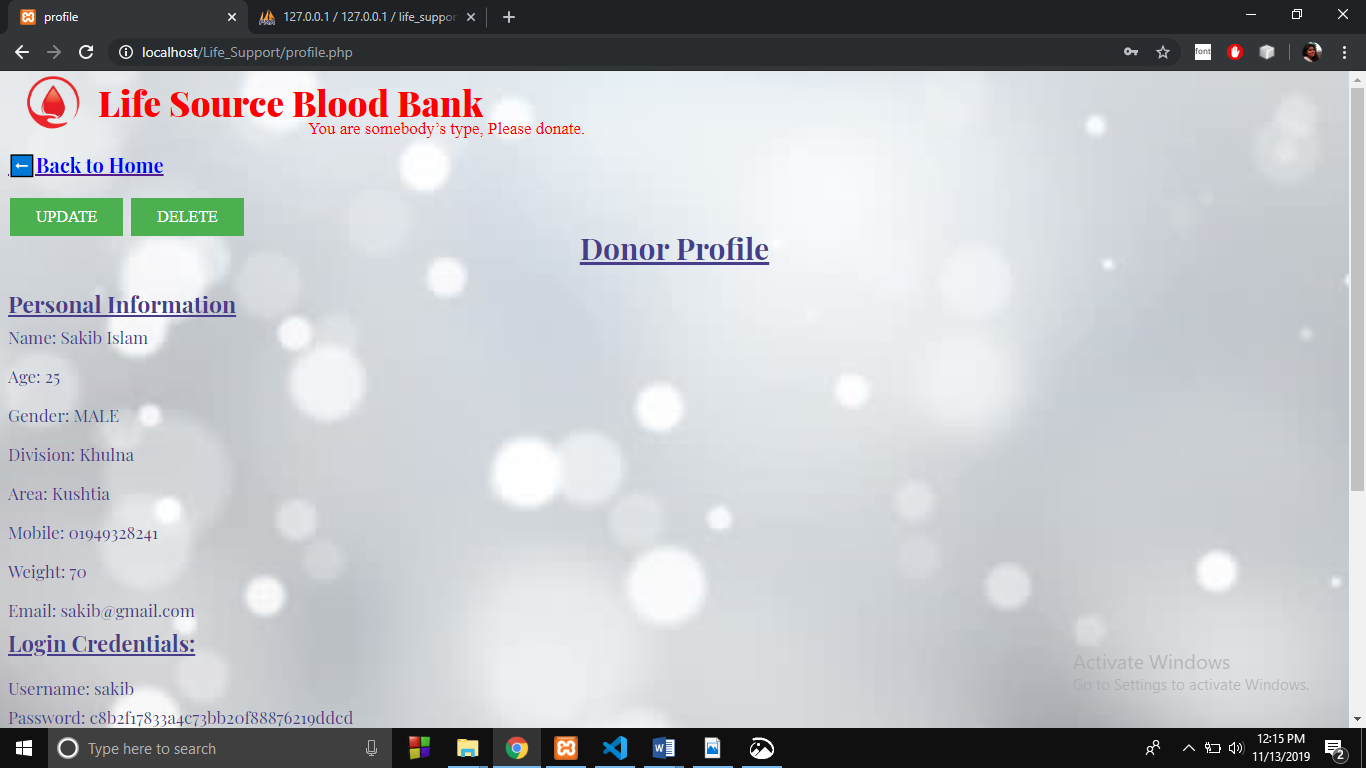 profile
127.0.0.1 / 127.0.0.1 / life_suppor
localhost/Life_Support/profile.php
font
Life Source Blood Bank
You are somebody's type, Please donate.
←Back to Home
UPDATE DELETE
Donor Profile
Personal Information
Name: Sakib Islam
Age: 25
Gender: MALE
Division: Khulna
Area: Kushtia
Mobile: 01949328241
Weight: 70
Email: sakib@gmail.com
Login Credentials:
Username: sakib
Password: c8b2f17833a4c73bb20f88876219ddcd
Activate Windows
Go to Settings to activate Windows.
Type here to search
12:15 PM
11/13/2019
2